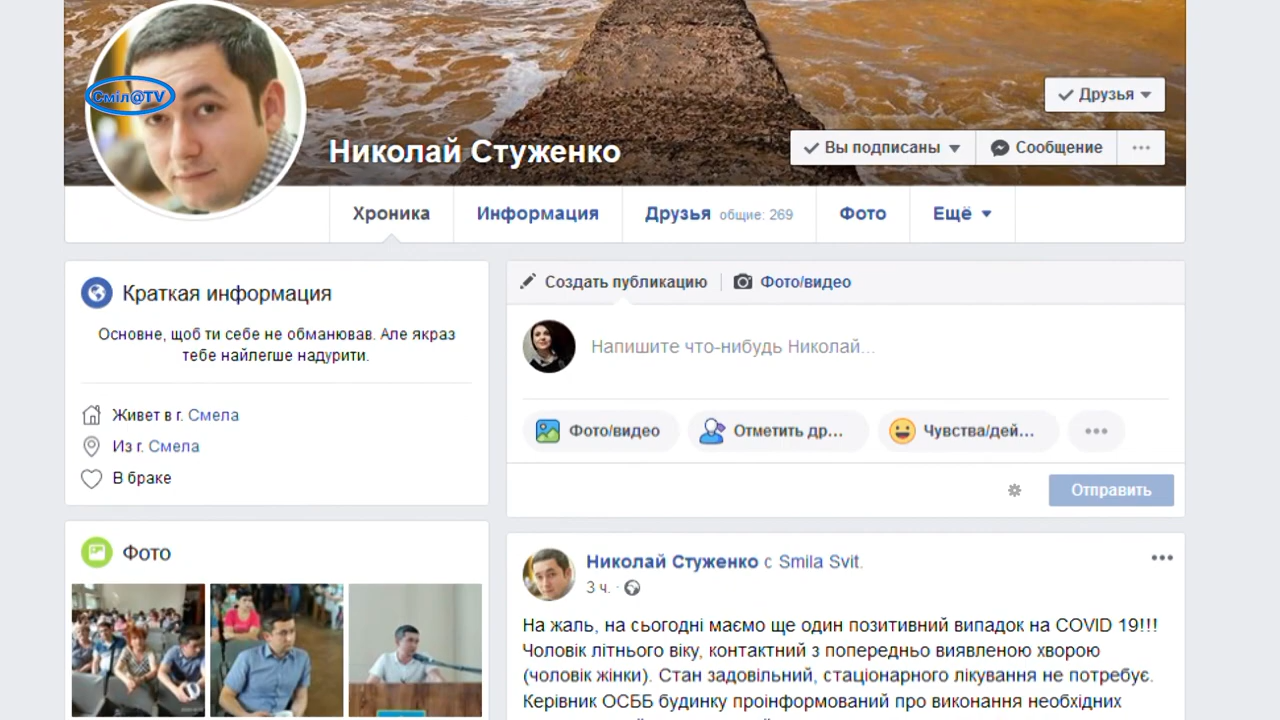 Сміл@TV
Друзья
Николай Стуженко
Вы подписаны
Сообщение
Хроника
Информация
Друзья общие: 269
Фото
Ещё
Краткая информация
Основне, щоб ти себе не обманював. Але якраз
тебе найлегше надурити.
Живет в г. Смела
Из г. Смела
В браке
Фото
Создать публикацию
Фото/видео
Напишите что-нибудь Николай...
Фото/видео
Отметить др...
Чувства/дей...
Отправить
Николай Стуженко с Smila Svit.
3 ч. ·
На жаль, на сьогодні маємо ще один позитивний випадок на COVID 19!!!
Чоловік літнього віку, контактний з попередньо виявленою хворою
(чоловік жінки). Стан задовільний, стаціонарного лікування не потребує.
Керівник ОСББ будинку проінформований про виконання необхідних